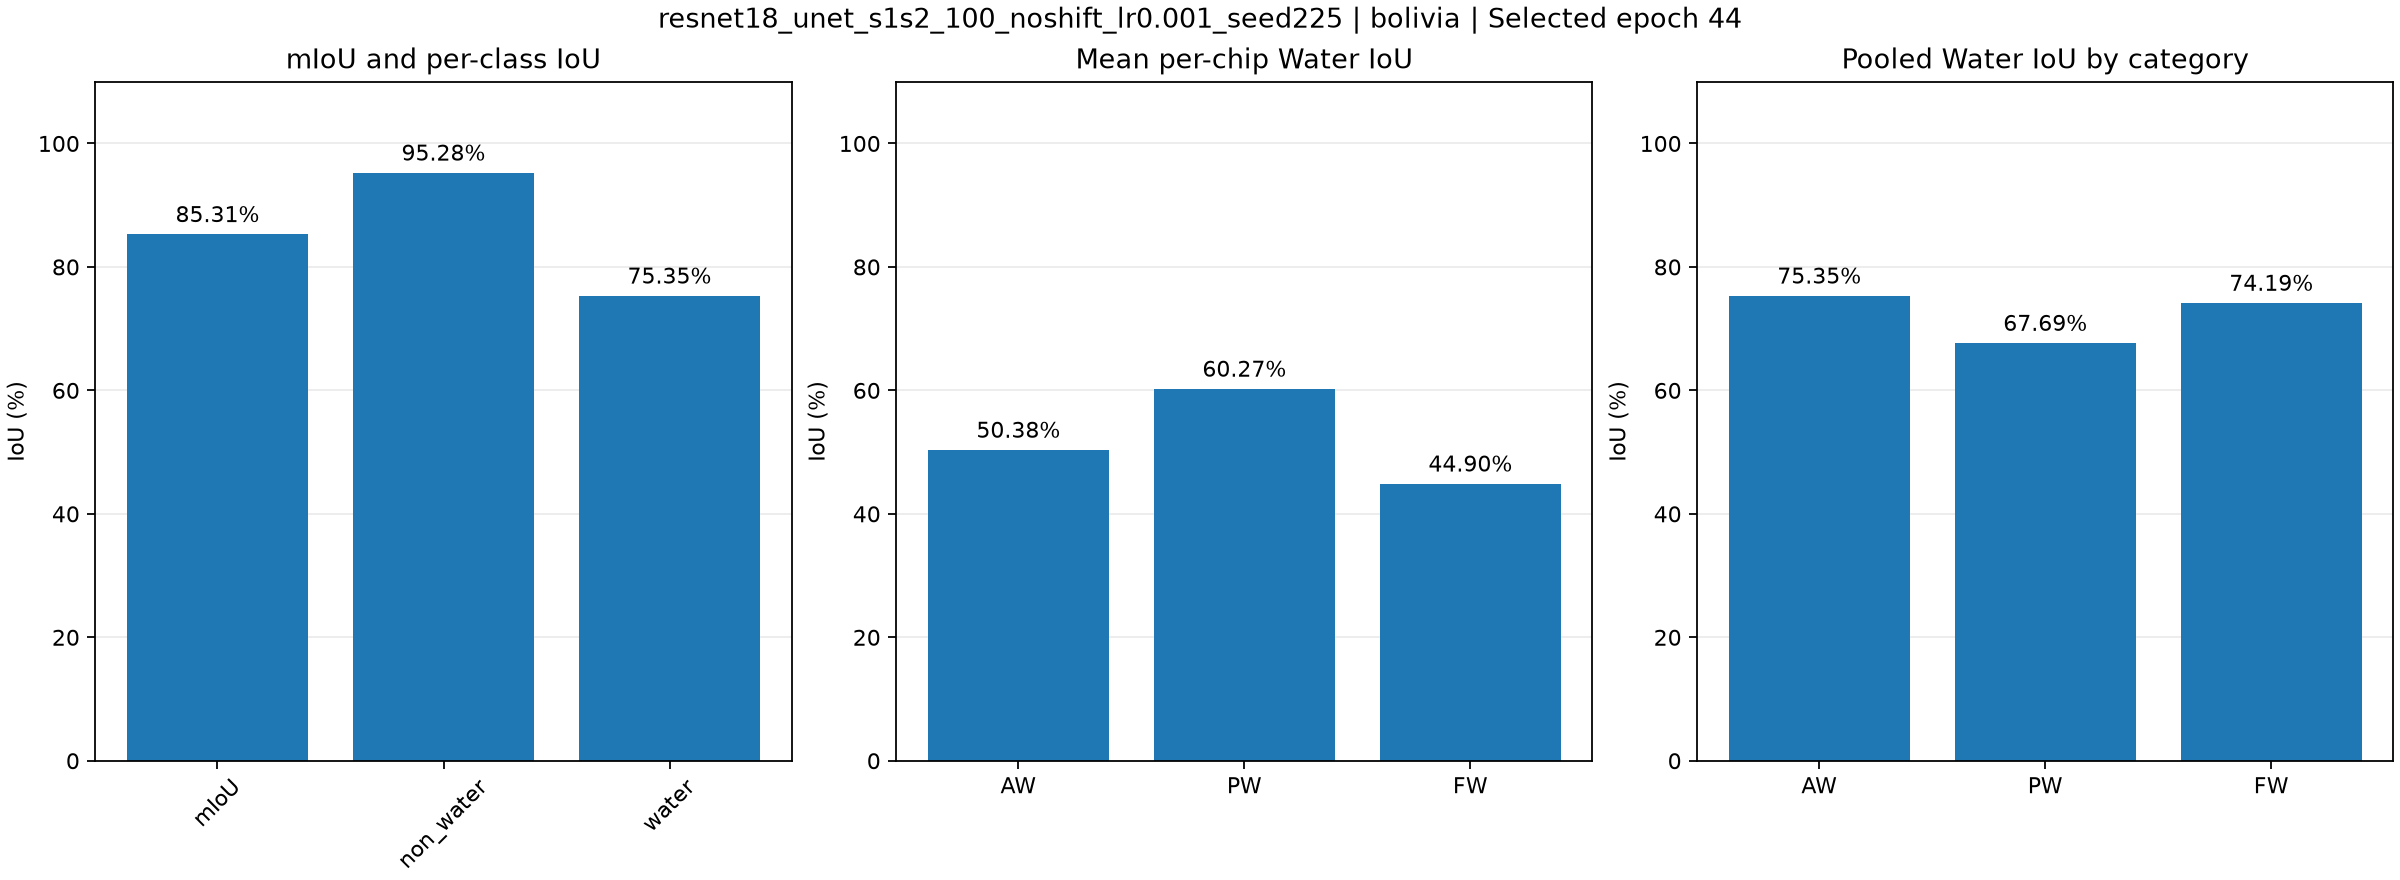 resnet18_unet_s1s2_100_noshift_lr0.001_seed225 | bolivia | Selected epoch 44
mIoU and per-class IoU
IoU (%)
100
80
60
40
20
0
85.31%
95.28%
75.35%
mIoU
non_water
water
Mean per-chip Water IoU
IoU (%)
100
80
60
40
20
0
50.38%
60.27%
44.90%
AW
PW
FW
Pooled Water IoU by category
IoU (%)
100
80
60
40
20
0
75.35%
67.69%
74.19%
AW
PW
FW